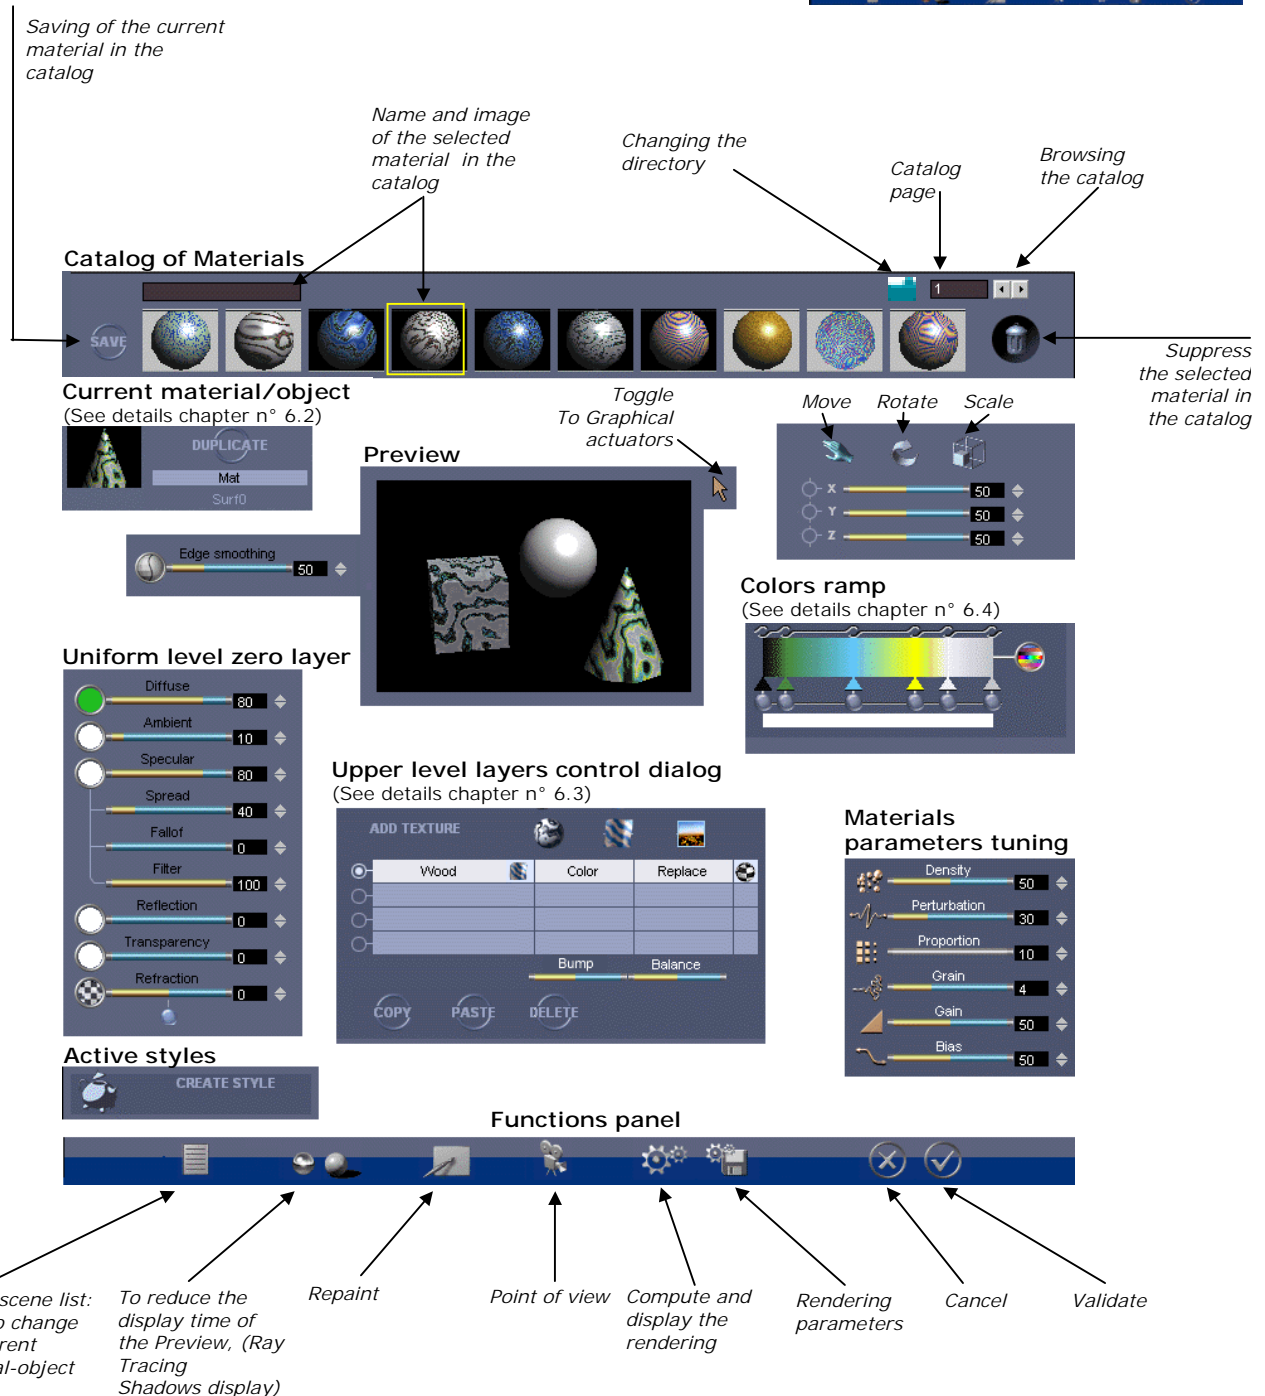 Saving of the current
material in the
catalog
Name and image
of the selected
material in the
catalog
Changing the
directory
Catalog
page
Browsing
the catalog
Catalog of Materials
1
SAVE
Suppress
the selected
material in
the catalog
Current material/object
(See details chapter n° 6.2)
DUPLICATE
Mat
Surf0
Toggle
To Graphical
actuators
Move Rotate Scale
X 50
Y 50
Z 50
Preview
Edge smoothing
50
Colors ramp
(See details chapter n° 6.4)
Uniform level zero layer
Diffuse
80
Ambient
10
Specular
80
Spread
40
Fallof
0
Filter
100
Reflection
0
Transparency
0
Refraction
0
Upper level layers control dialog
(See details chapter n° 6.3)
ADD TEXTURE
Wood Color Replace
Bump Balance
COPY PASTE DELETE
Materials
parameters tuning
Density
50
Perturbation
30
Proportion
10
Grain
4
Gain
50
Bias
50
Active styles
CREATE STYLE
Functions panel
scene list:
change
al-object
To reduce the
display time of
the Preview, (Ray
Tracing
Shadows display)
Repaint
Point of view
Compute and
display the
rendering
Rendering
parameters
Cancel
Validate